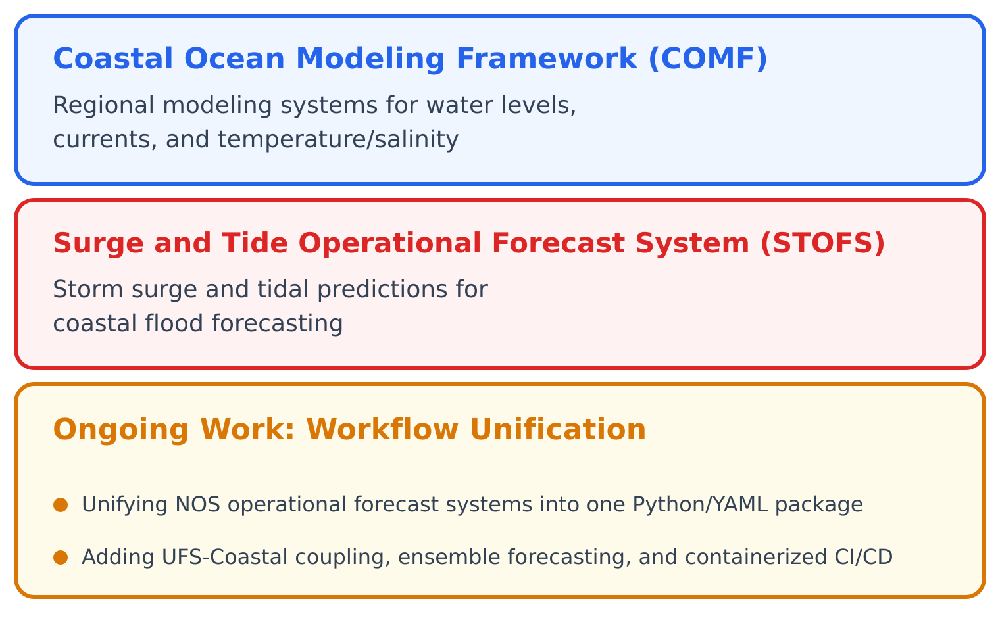 Coastal Ocean Modeling Framework (COMF)
Regional modeling systems for water levels,
currents, and temperature/salinity
Surge and Tide Operational Forecast System (STOFS)
Storm surge and tidal predictions for
coastal flood forecasting
Ongoing Work: Workflow Unification
● Unifying NOS operational forecast systems into one Python/YAML package
● Adding UFS-Coastal coupling, ensemble forecasting, and containerized CI/CD